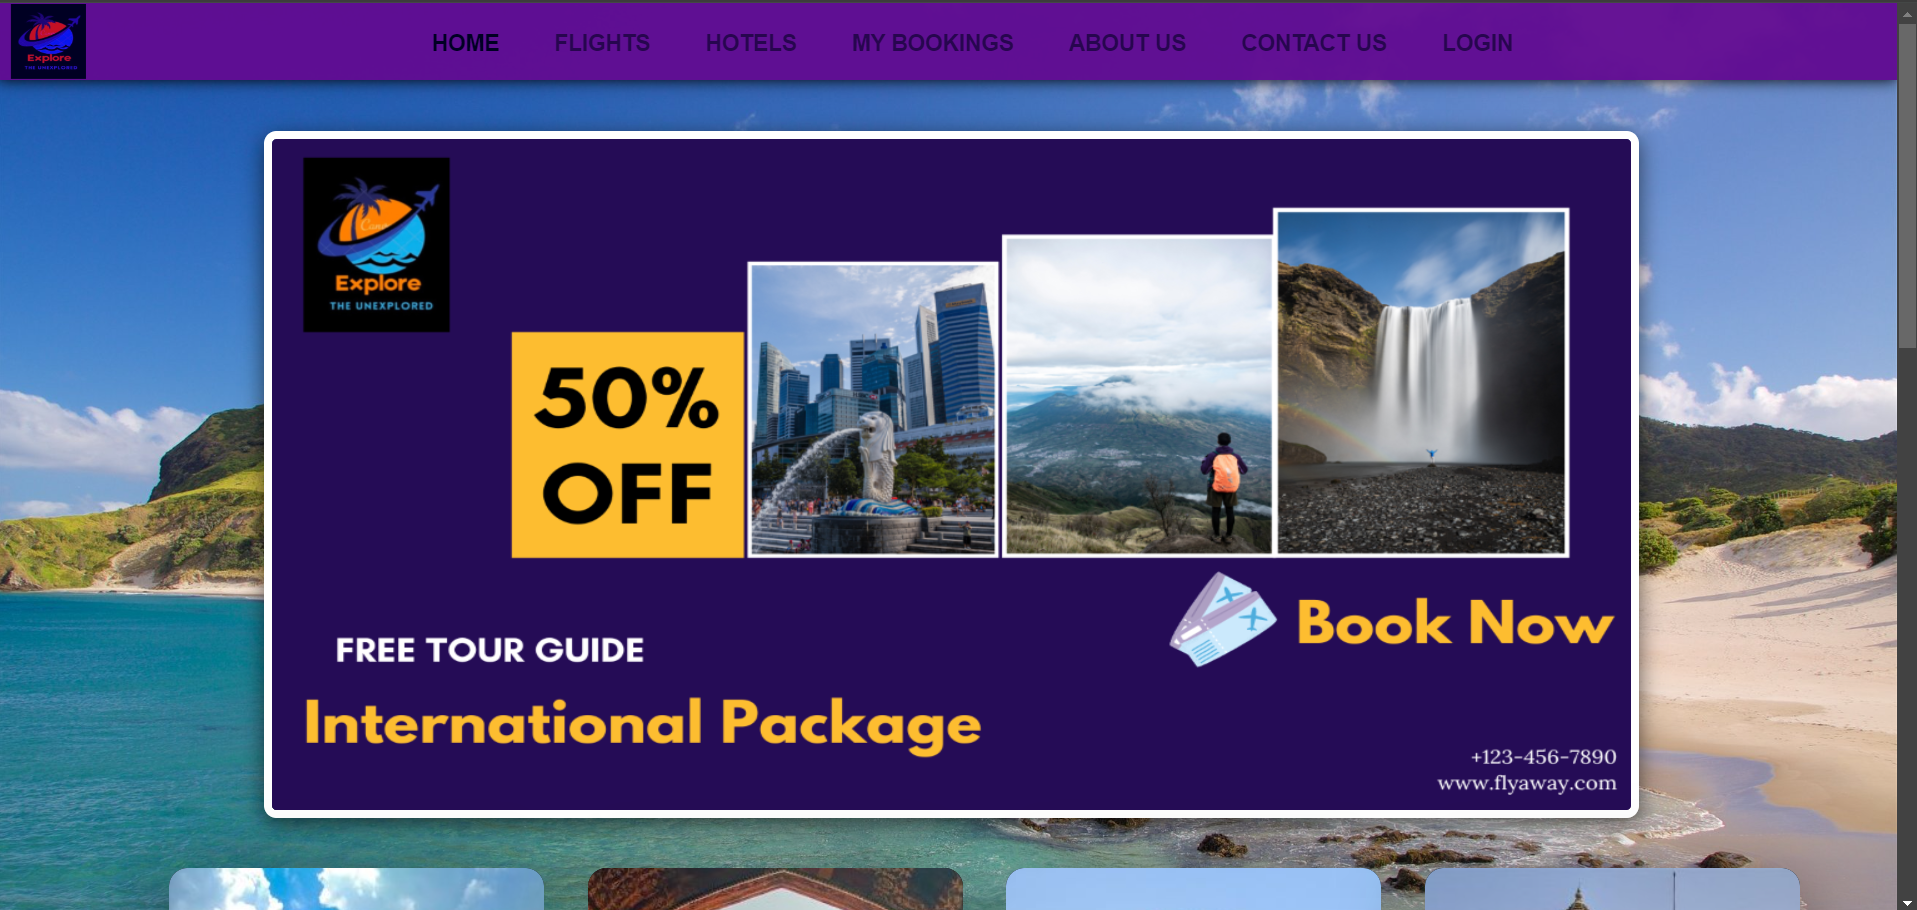 Explore
THE UNEXPLORED
HOME FLIGHTS HOTELS MY BOOKINGS ABOUT US CONTACT US LOGIN
Explore
THE UNEXPLORED
50%
OFF
Book Now
FREE TOUR GUIDE
International Package
+123-456-7890
www.flyaway.com